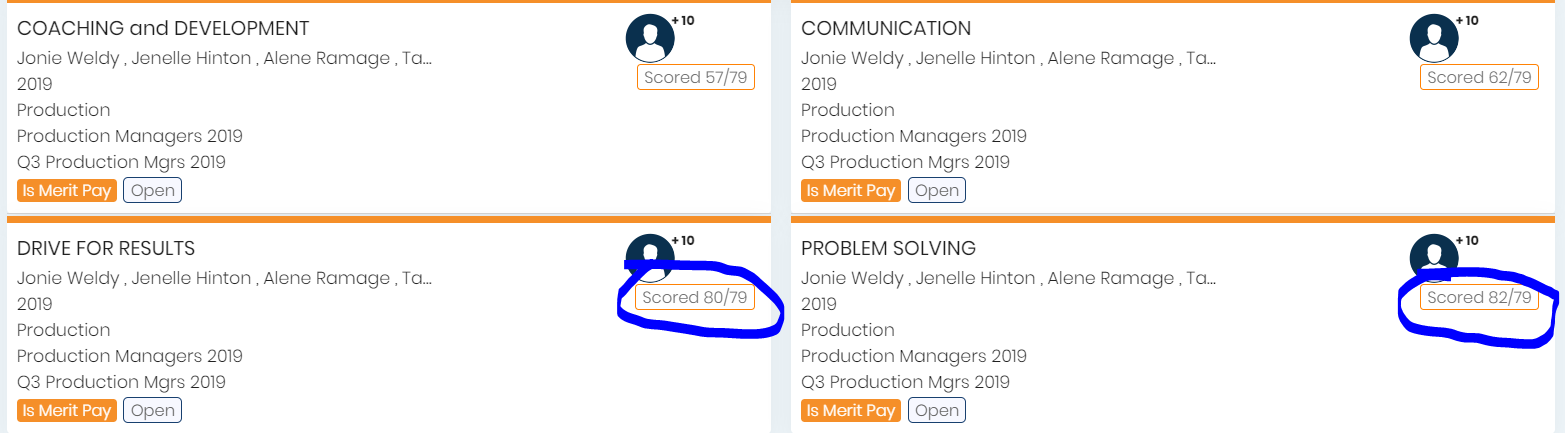 COACHING and DEVELOPMENT
+10
Jonie Weldy , Jenelle Hinton , Alene Ramage , Ta...
Scored 57/79
2019
Production
Production Managers 2019
Q3 Production Mgrs 2019
Is Merit Pay Open
COMMUNICATION
+10
Jonie Weldy , Jenelle Hinton , Alene Ramage , Ta...
Scored 62/79
2019
Production
Production Managers 2019
Q3 Production Mgrs 2019
Is Merit Pay Open
DRIVE FOR RESULTS
+10
Jonie Weldy , Jenelle Hinton , Alene Ramage , Ta...
Scored 80/79
2019
Production
Production Managers 2019
Q3 Production Mgrs 2019
Is Merit Pay Open
PROBLEM SOLVING
+10
Jonie Weldy , Jenelle Hinton , Alene Ramage , Ta...
Scored 82/79
2019
Production
Production Managers 2019
Q3 Production Mgrs 2019
Is Merit Pay Open